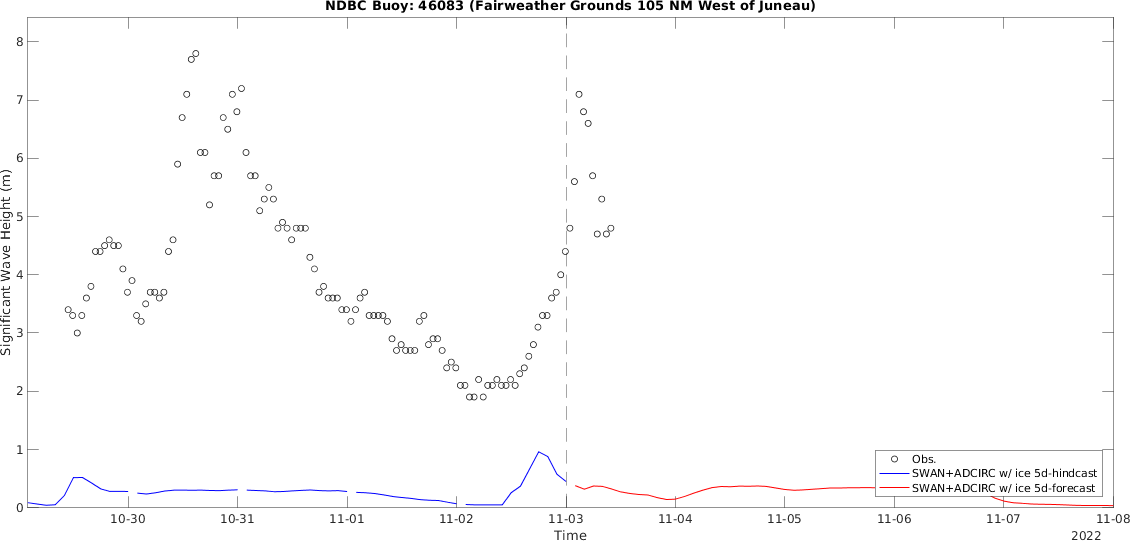 NDBC Buoy: 46083 (Fairweather Grounds 105 NM West of Juneau)
Significant Wave Height (m)
8
7
6
5
4
3
2
1
0
Obs.
SWAN+ADCIRC w/ ice 5d-hindcast
SWAN+ADCIRC w/ ice 5d-forecast
10-30 10-31 11-01 11-02 11-03 11-04 11-05 11-06 11-07 11-08
Time
2022